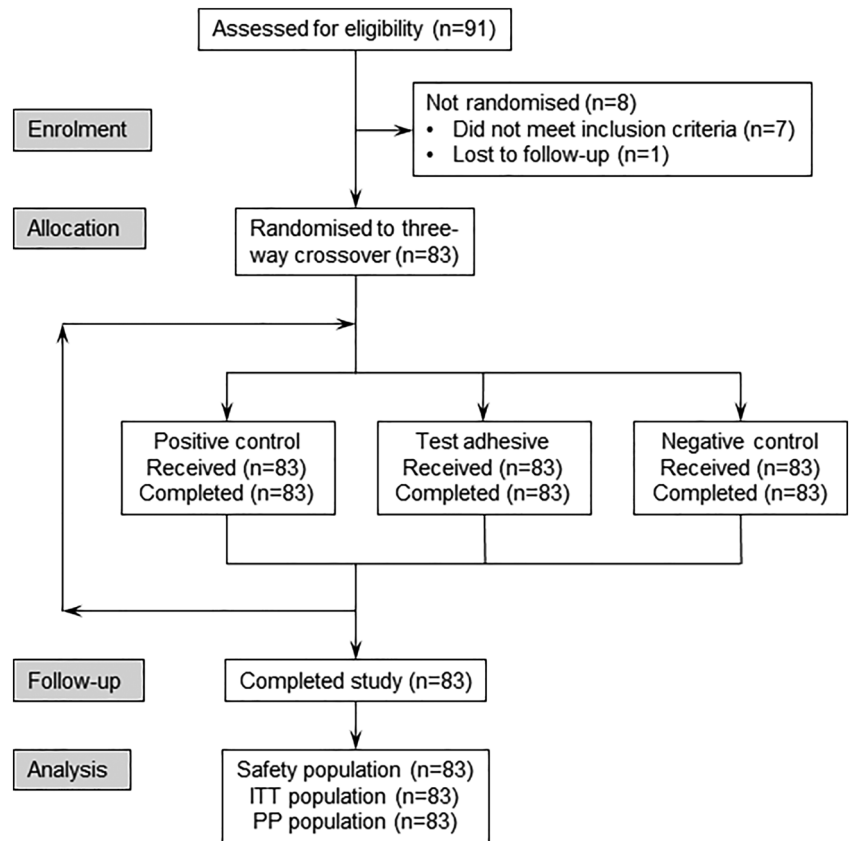 Assessed for eligibility (n=91)
Enrolment
Not randomised (n=8)
• Did not meet inclusion criteria (n=7)
• Lost to follow-up (n=1)
Allocation
Randomised to three-
way crossover (n=83)
Positive control
Received (n=83)
Completed (n=83)
Test adhesive
Received (n=83)
Completed (n=83)
Negative control
Received (n=83)
Completed (n=83)
Follow-up
Completed study (n=83)
Analysis
Safety population (n=83)
ITT population (n=83)
PP population (n=83)